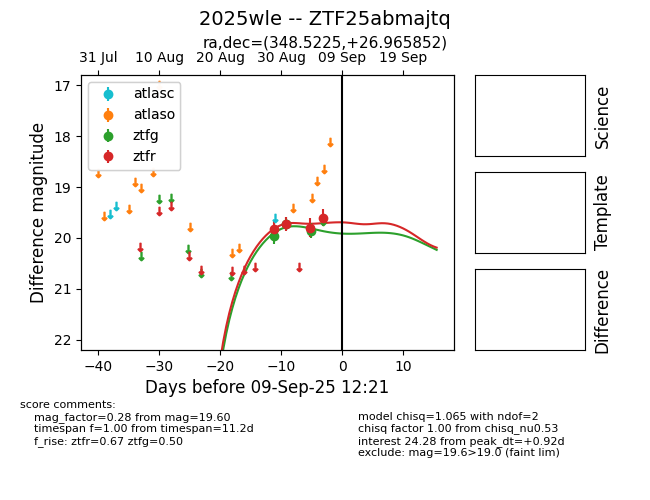 2025wle -- ZTF25abmajtq
ra,dec=(348.5225,+26.965852)
31 Jul 10 Aug 20 Aug 30 Aug 09 Sep 19 Sep
atlasc
atlaso
ztfg
ztfr
17
18
19
20
21
22
Difference magnitude
−40 −30 −20 −10 0 10
Days before 09-Sep-25 12:21
Science
Template
Difference
score comments:
mag_factor=0.28 from mag=19.60
timespan f=1.00 from timespan=11.2d
f_rise: ztfr=0.67 ztfg=0.50
model chisq=1.065 with ndof=2
chisq factor 1.00 from chisq_nu0.53
interest 24.28 from peak_dt=+0.92d
exclude: mag=19.6>19.0 (faint lim)